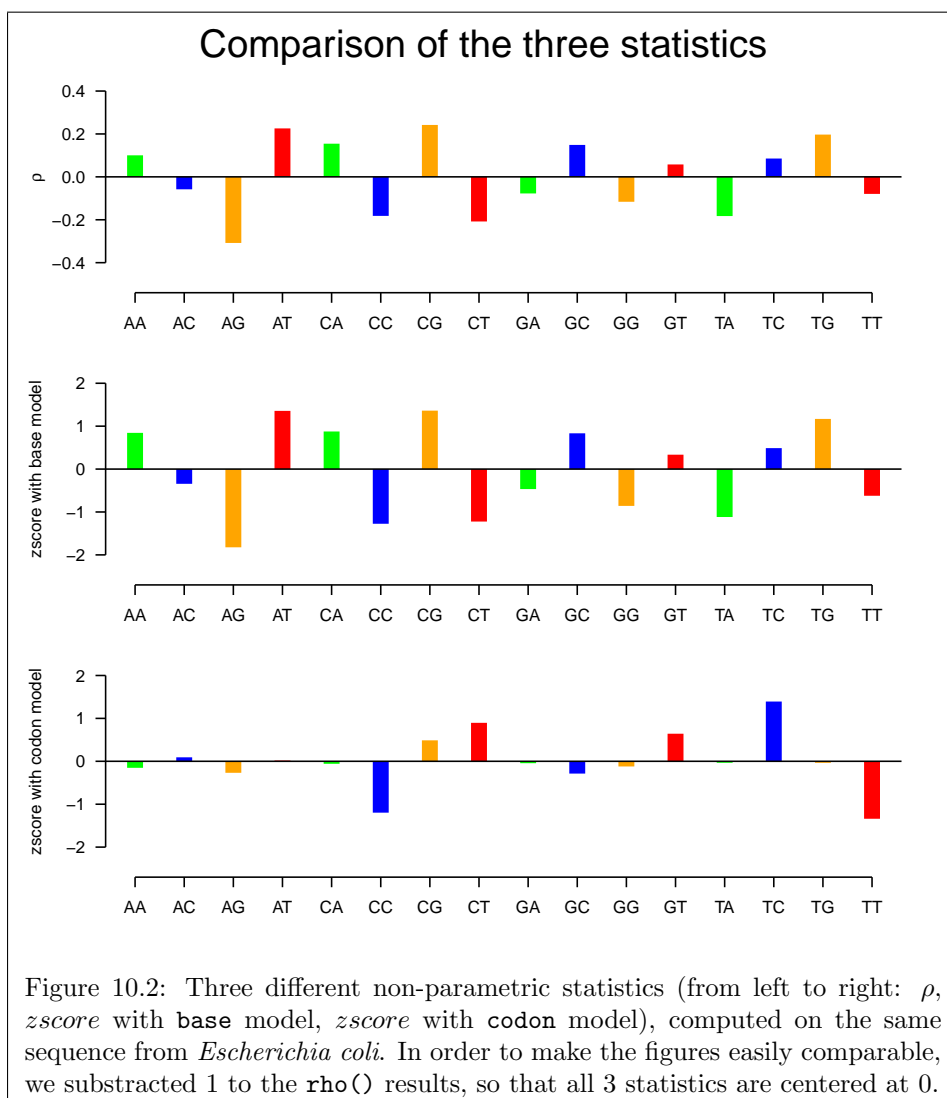 Comparison of the three statistics
0.4
0.2
0.0
−0.2
−0.4
ρ
AA AC AG AT CA CC CG CT GA GC GG GT TA TC TG TT
2
1
0
−1
−2
zscore with base model
AA AC AG AT CA CC CG CT GA GC GG GT TA TC TG TT
2
1
0
−1
−2
zscore with codon model
AA AC AG AT CA CC CG CT GA GC GG GT TA TC TG TT
Figure 10.2: Three different non-parametric statistics (from left to right: ρ,
zscore with base model, zscore with codon model), computed on the same
sequence from Escherichia coli. In order to make the figures easily comparable,
we substracted 1 to the rho() results, so that all 3 statistics are centered at 0.